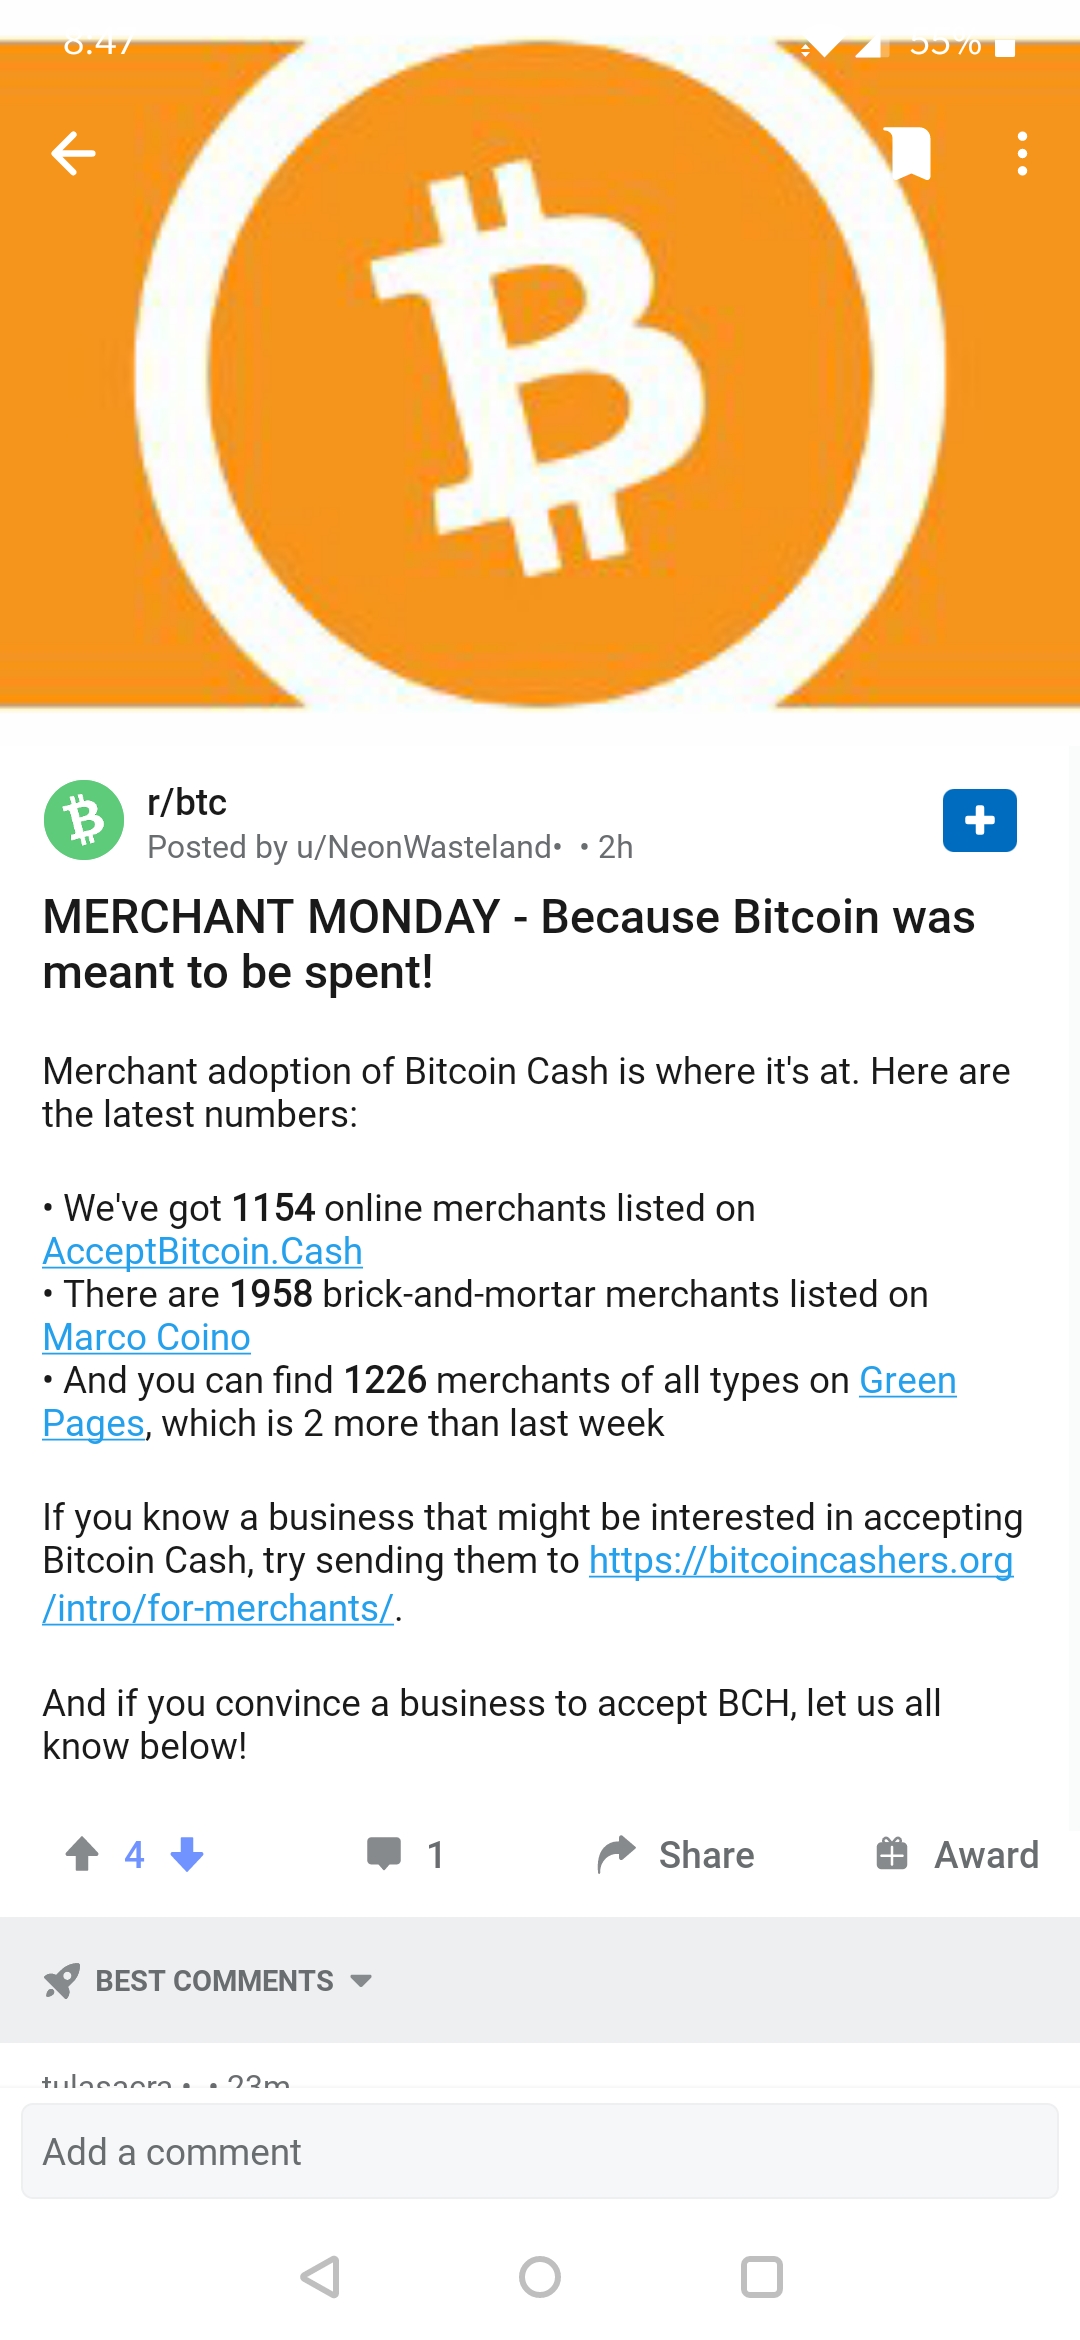 8:47 55%
r/btc
Posted by u/NeonWasteland• • 2h
MERCHANT MONDAY - Because Bitcoin was
meant to be spent!
Merchant adoption of Bitcoin Cash is where it's at. Here are
the latest numbers:
• We've got 1154 online merchants listed on
AcceptBitcoin.Cash
• There are 1958 brick-and-mortar merchants listed on
Marco Coino
• And you can find 1226 merchants of all types on Green
Pages, which is 2 more than last week
If you know a business that might be interested in accepting
Bitcoin Cash, try sending them to https://bitcoincashers.org
/intro/for-merchants/.
And if you convince a business to accept BCH, let us all
know below!
4 1 Share Award
BEST COMMENTS
tulasacra • • 23m
Add a comment